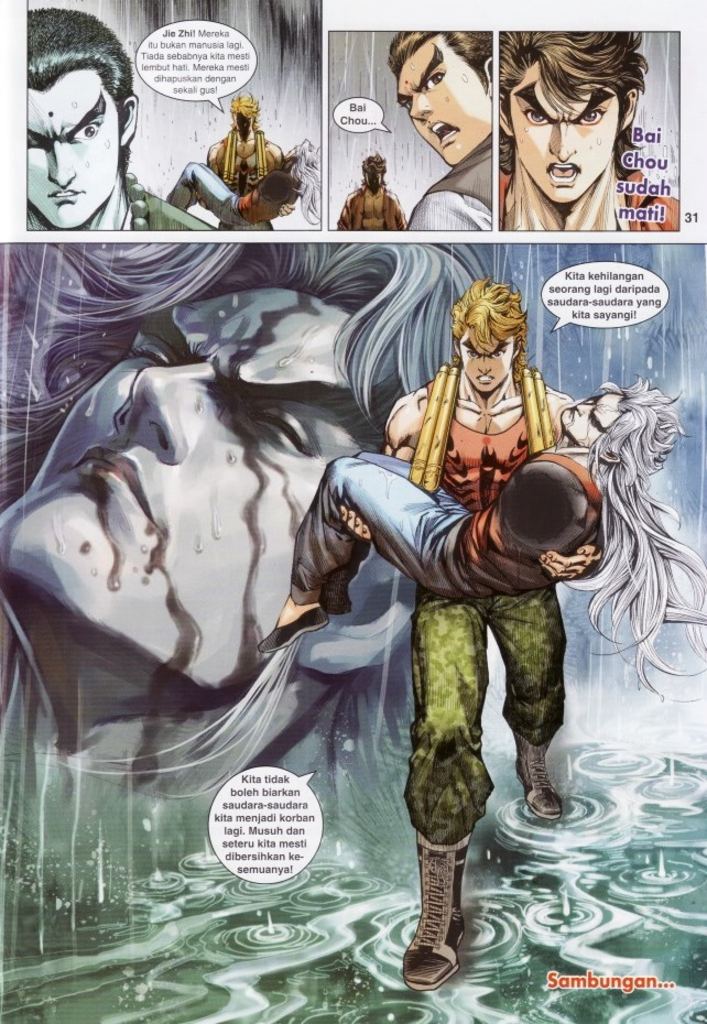 Jie Zhi! Mereka
itu bukan manusia lagi.
Tiada sebabnya kita mesti
lembut hati. Mereka mesti
dihapuskan dengan
sekali gus!
Bai
Chou...
Bai
Chou
sudah
mati!
31
Kita kehilangan
seorang lagi daripada
saudara-saudara yang
kita sayangi!
Kita tidak
boleh biarkan
saudara-saudara
kita menjadi korban
lagi. Musuh dan
seteru kita mesti
dibersihkan ke-
semuanya!
Sambungan...